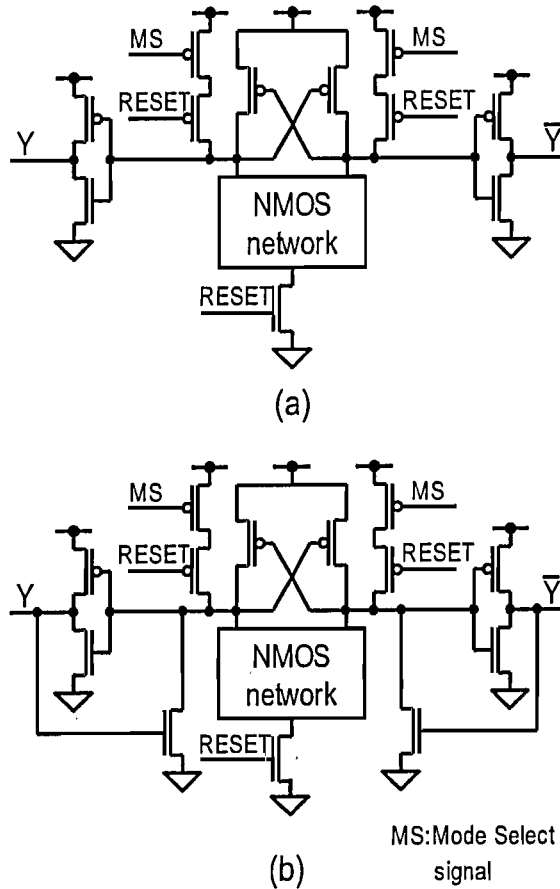 MS
MS
RESET
RESET
Y
Y̅
NMOS
network
RESET
(a)
MS
MS
RESET
RESET
Y
Y̅
NMOS
network
RESET
MS:Mode Select
signal
(b)